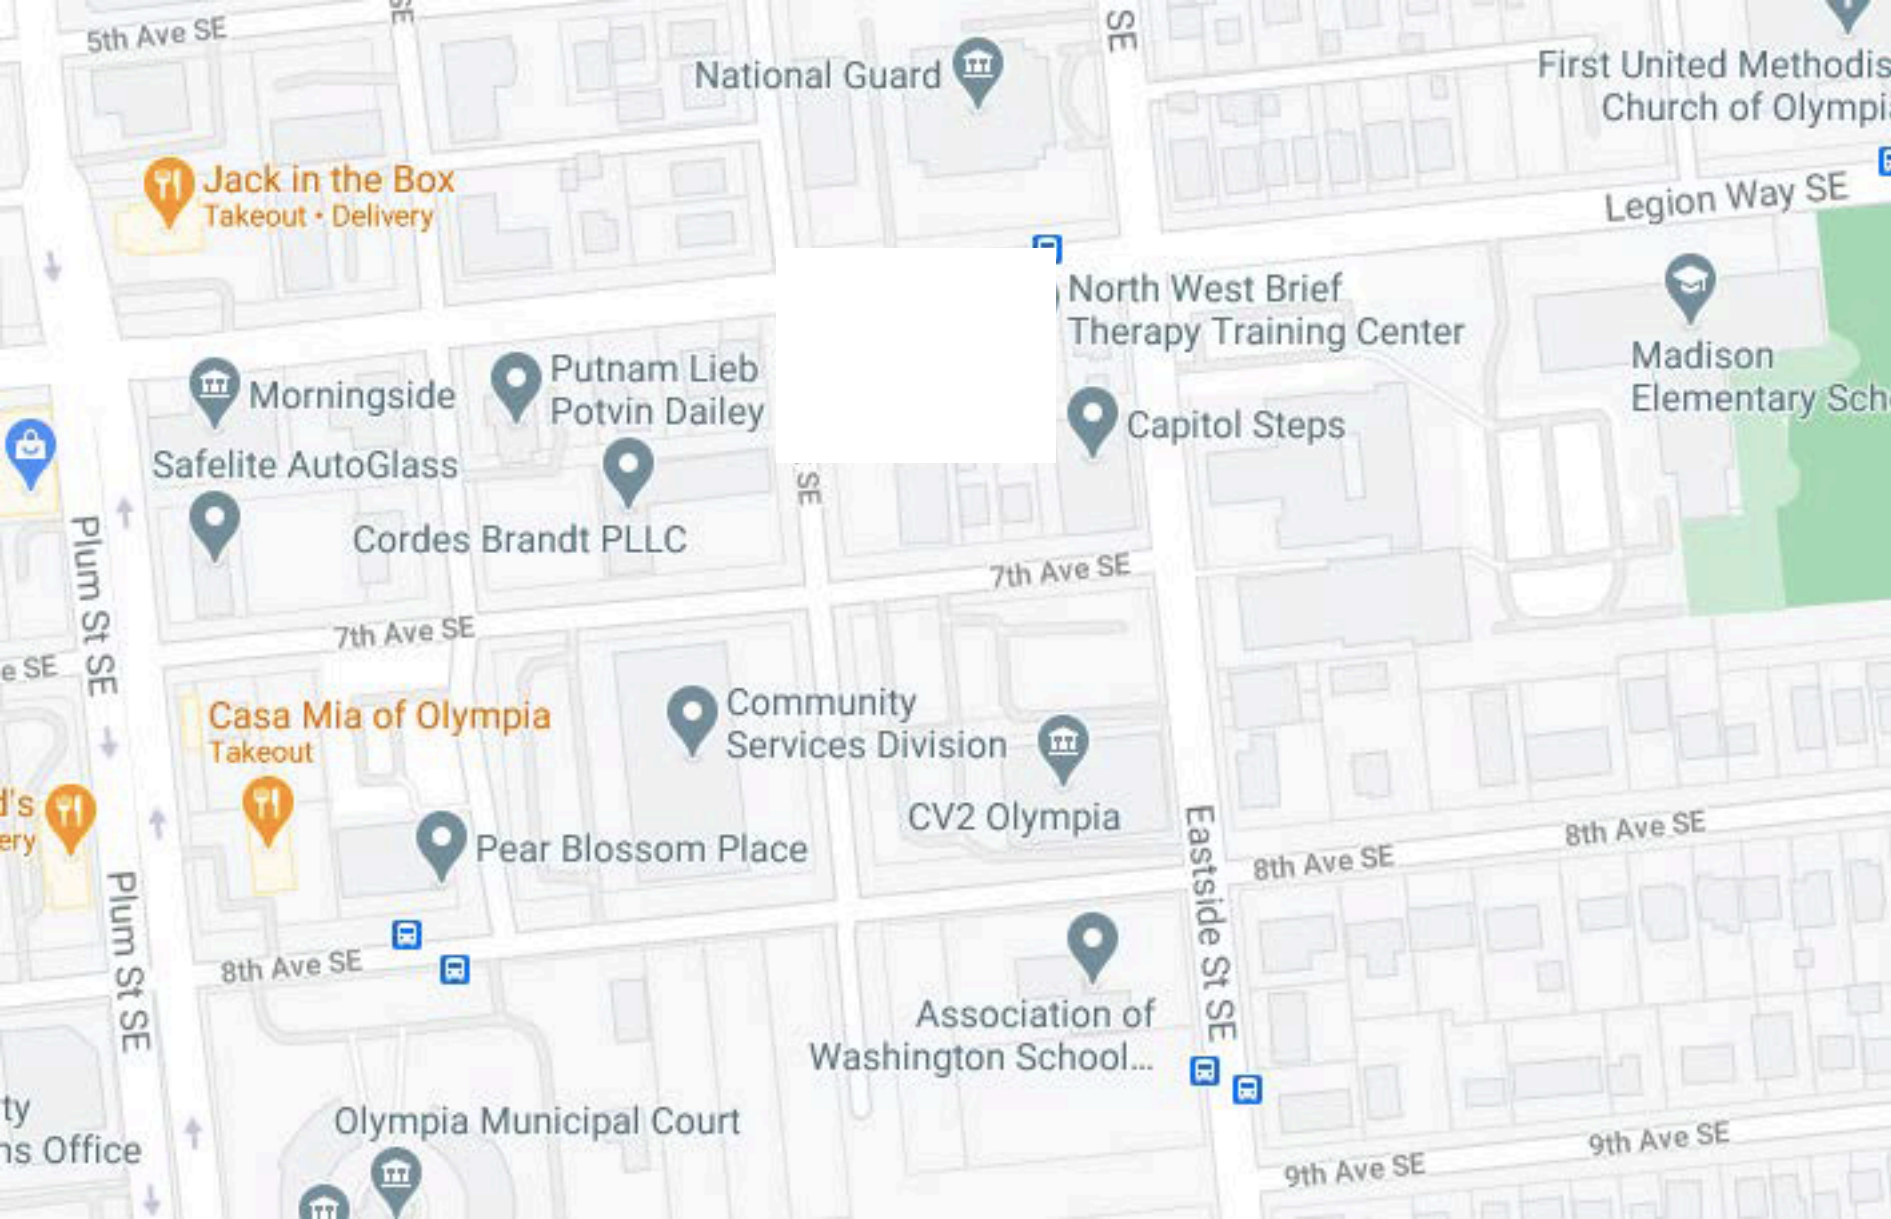 5th Ave SE
SE
SE
National Guard
First United Methodis
Church of Olympi
Jack in the Box
Takeout • Delivery
Legion Way SE
North West Brief
Therapy Training Center
Madison
Elementary Sch
Morningside
Putnam Lieb
Potvin Dailey
Capitol Steps
Safelite AutoGlass
SE
Cordes Brandt PLLC
Plum St SE
7th Ave SE
7th Ave SE
e SE
Casa Mia of Olympia
Takeout
Community
Services Division
CV2 Olympia
d's
ery
Pear Blossom Place
Eastside St SE
8th Ave SE
8th Ave SE
Plum St SE
8th Ave SE
Association of
Washington School...
ty
ns Office
Olympia Municipal Court
9th Ave SE
9th Ave SE